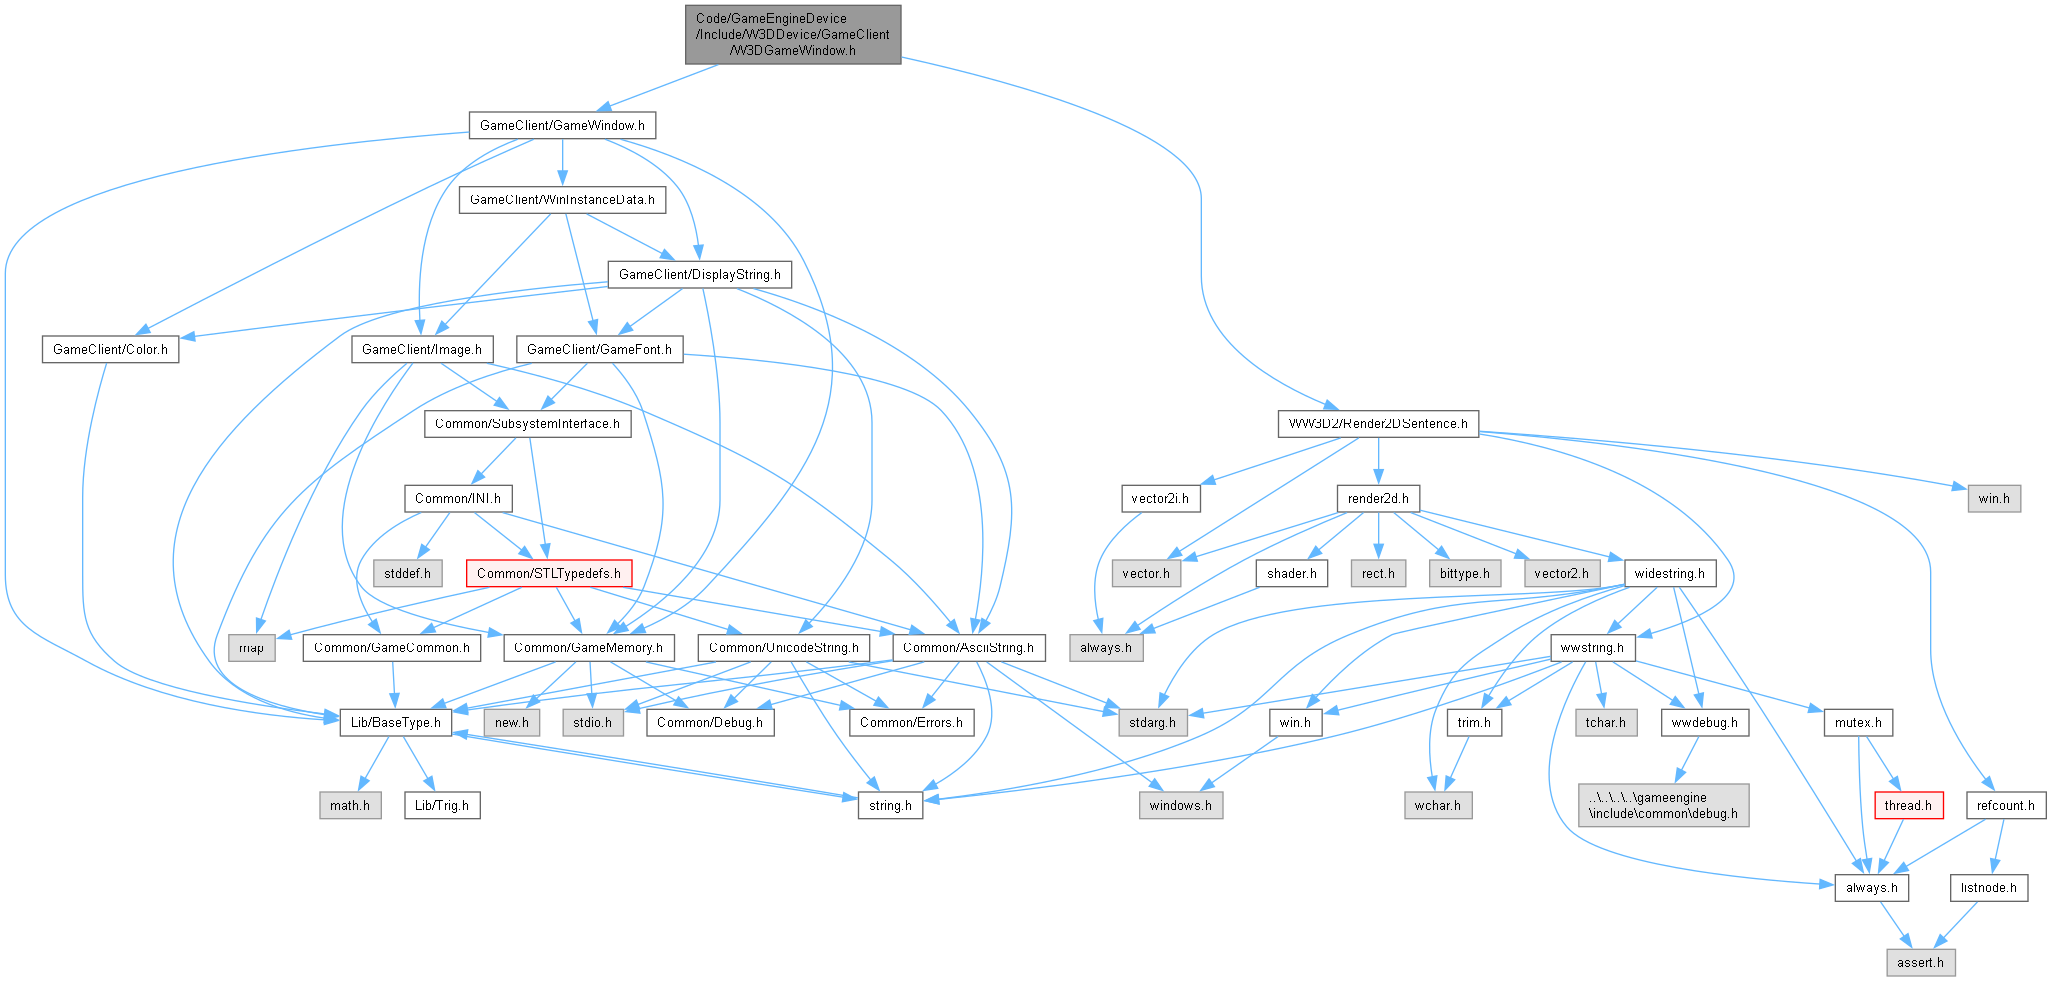 Code/GameEngineDevice
/Include/W3DDevice/GameClient
/W3DGameWindow.h
GameClient/GameWindow.h
GameClient/WinInstanceData.h
GameClient/DisplayString.h
GameClient/Color.h
GameClient/Image.h
GameClient/GameFont.h
Common/SubsystemInterface.h
WW3D2/Render2DSentence.h
Common/INI.h
vector2i.h
render2d.h
win.h
stddef.h
Common/STLTypedefs.h
vector.h
shader.h
rect.h
bittype.h
vector2.h
widestring.h
map
Common/GameCommon.h
Common/GameMemory.h
Common/UnicodeString.h
Common/AsciiString.h
always.h
wwstring.h
Lib/BaseType.h
new.h
stdio.h
Common/Debug.h
Common/Errors.h
stdarg.h
win.h
trim.h
tchar.h
wwdebug.h
mutex.h
math.h
Lib/Trig.h
string.h
windows.h
wchar.h
..\..\..\..\gameengine
\include\common\debug.h
thread.h
refcount.h
always.h
listnode.h
assert.h